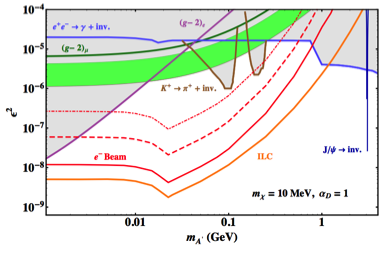 10⁻⁴
e⁺e⁻ → γ + inv.
(g−2)ₑ
10⁻⁵
(g−2)μ
K⁺ → π⁺ + inv.
10⁻⁶
ϵ²
10⁻⁷
J/ψ → inv.
e⁻ Beam
ILC
10⁻⁸
mχ = 10 MeV, αD = 1
10⁻⁹
0.01
0.1
1
mA' (GeV)